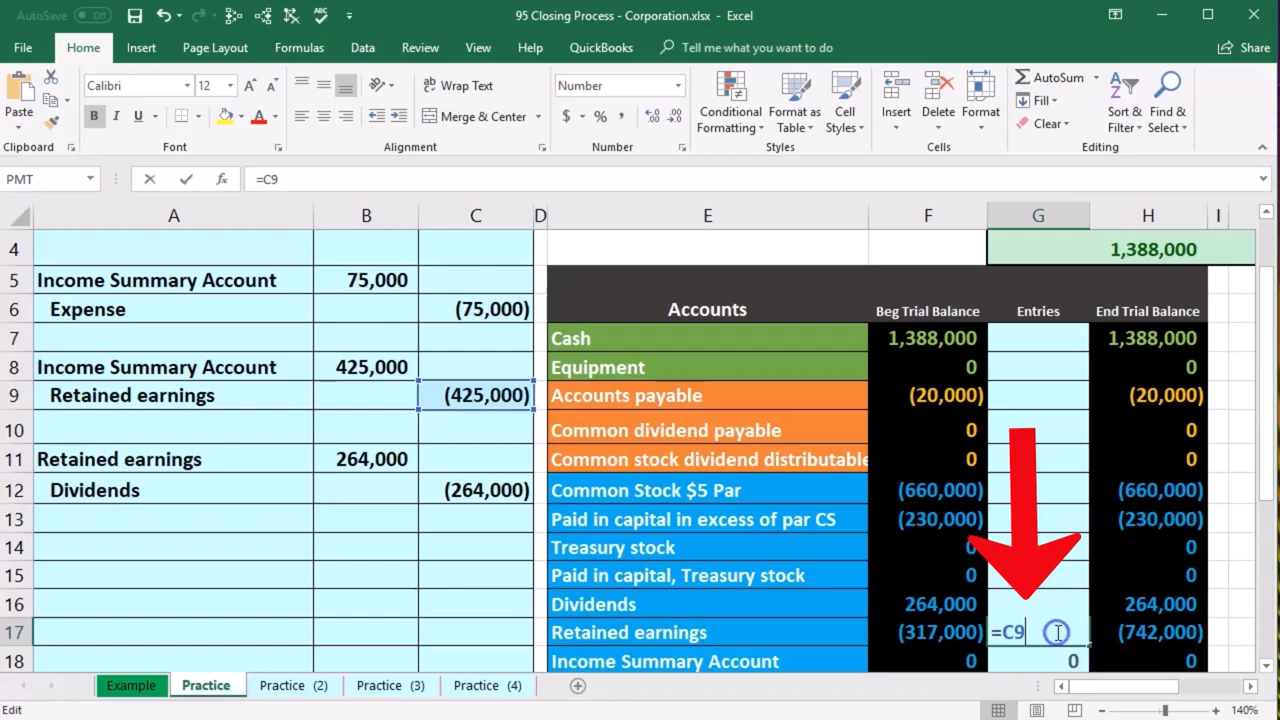 AutoSave Off 95 Closing Process - Corporation.xlsx - Excel
File Home Insert Page Layout Formulas Data Review View Help QuickBooks Tell me what you want to do Share
Paste
Calibri 12
B I U
Wrap Text
Merge & Center
Number
$ % ,
Conditional Formatting
Format as Table
Cell Styles
Insert Delete Format
AutoSum
Fill
Clear
Sort & Filter
Find & Select
Clipboard Font Alignment Number Styles Cells Editing
PMT fx =C9
A B C D E F G H I
4 1,388,000
5 Income Summary Account 75,000
6 Expense (75,000) Accounts Beg Trial Balance Entries End Trial Balance
7 Cash 1,388,000 1,388,000
8 Income Summary Account 425,000 Equipment 0 0
9 Retained earnings (425,000) Accounts payable (20,000) (20,000)
10 Common dividend payable 0 0
11 Retained earnings 264,000 Common stock dividend distributable 0 0
12 Dividends (264,000) Common Stock $5 Par (660,000) (660,000)
13 Paid in capital in excess of par CS (230,000) (230,000)
14 Treasury stock 0 0
15 Paid in capital, Treasury stock 0 0
16 Dividends 264,000 264,000
17 Retained earnings (317,000) =C9 (742,000)
18 Income Summary Account 0 0 0
Example Practice Practice (2) Practice (3) Practice (4)
Edit 140%